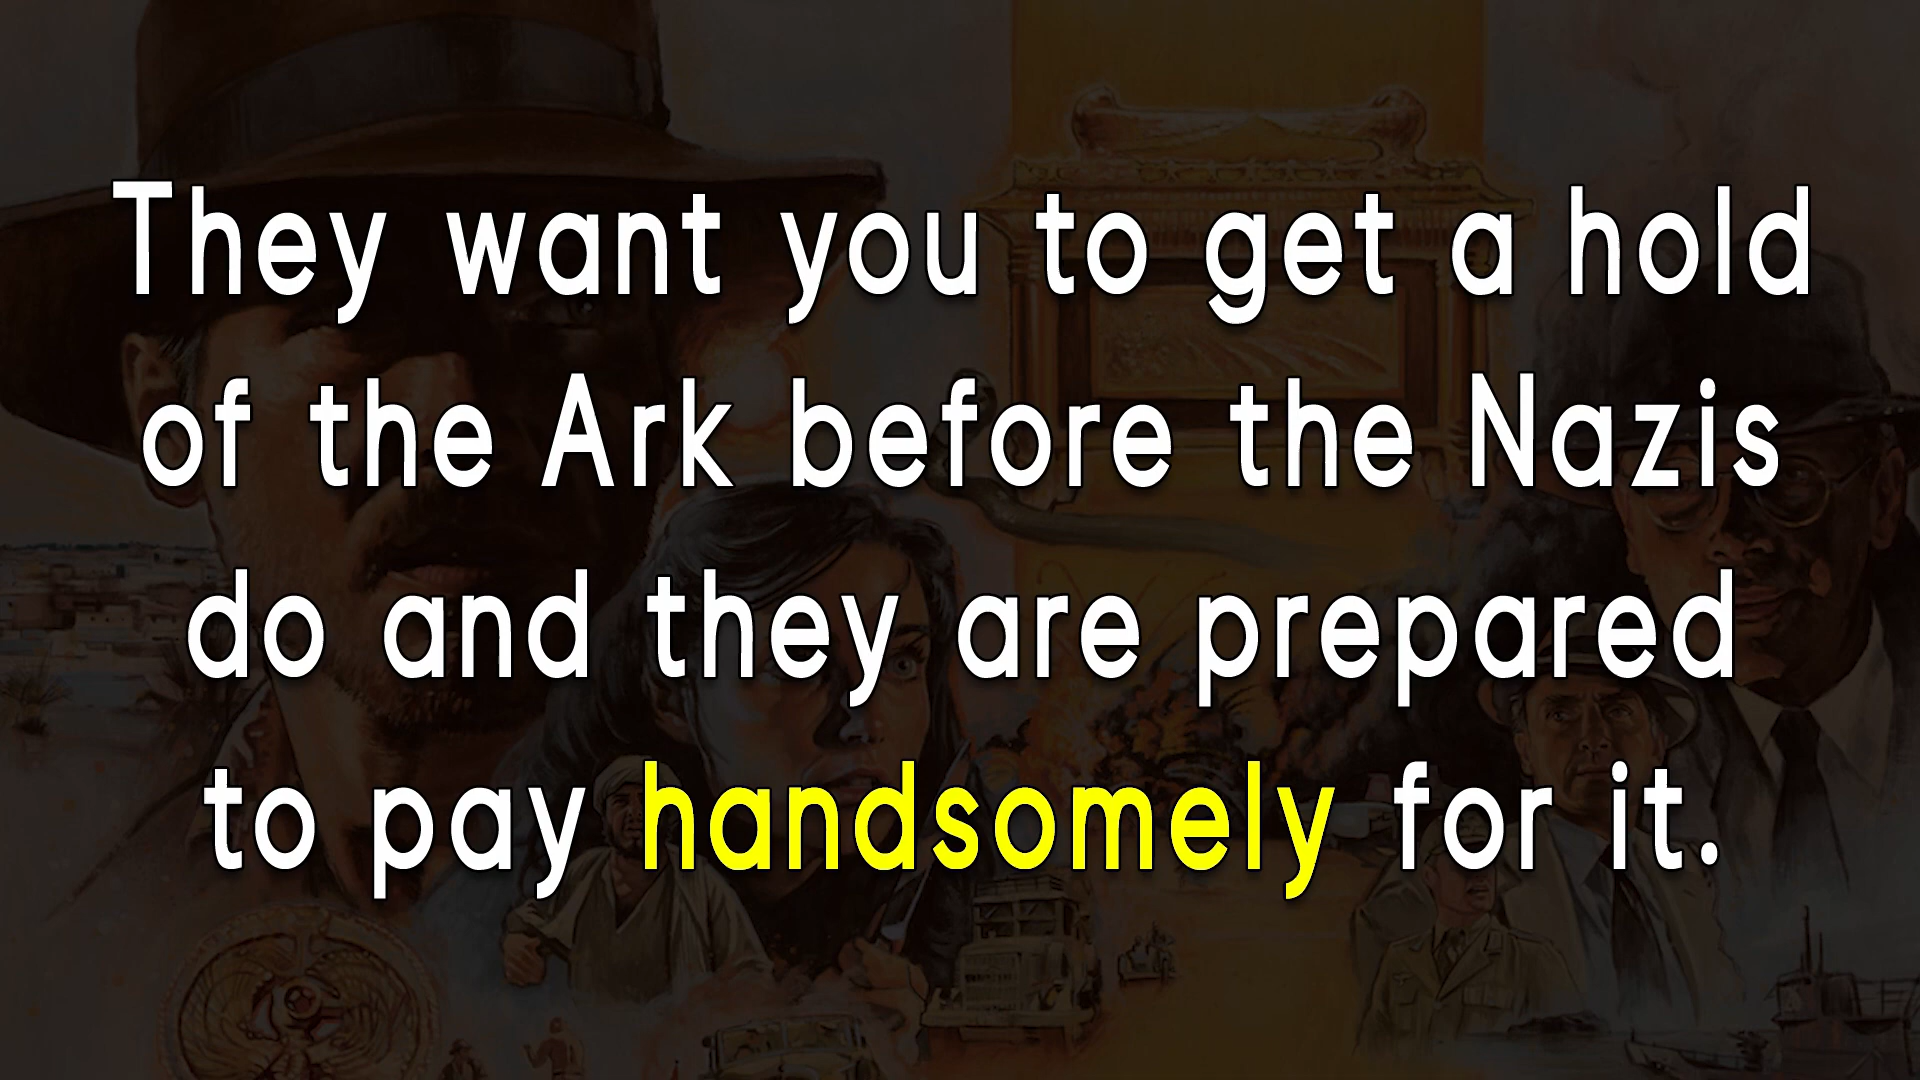 They want you to get a hold
of the Ark before the Nazis
do and they are prepared
to pay handsomely for it.